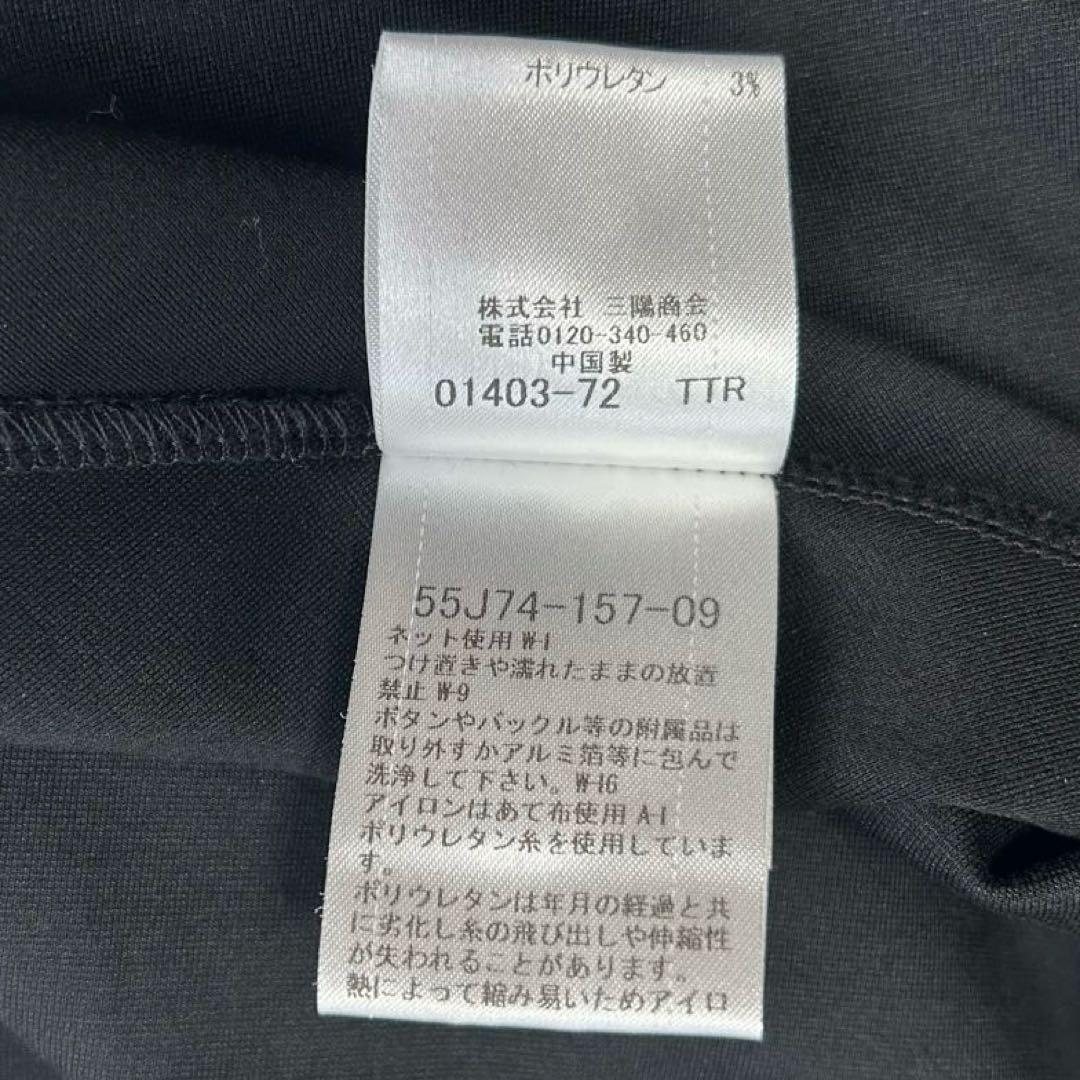 ポリウレタン 3%
株式会社 三陽商会
電話0120-340-460
中国製
01403-72 TTR
55J74-157-09
ネット使用 W-1
つけ置きや濡れたままの放置
禁止 W-9
ボタンやバックル等の附属品は
取り外すかアルミ箔等に包んで
洗浄して下さい。W-16
アイロンはあて布使用 A-1
ポリウレタン糸を使用していま
す。
ポリウレタンは年月の経過と共
に劣化し糸の飛び出しや伸縮性
が失われることがあります。
熱によって縮み易いためアイロ